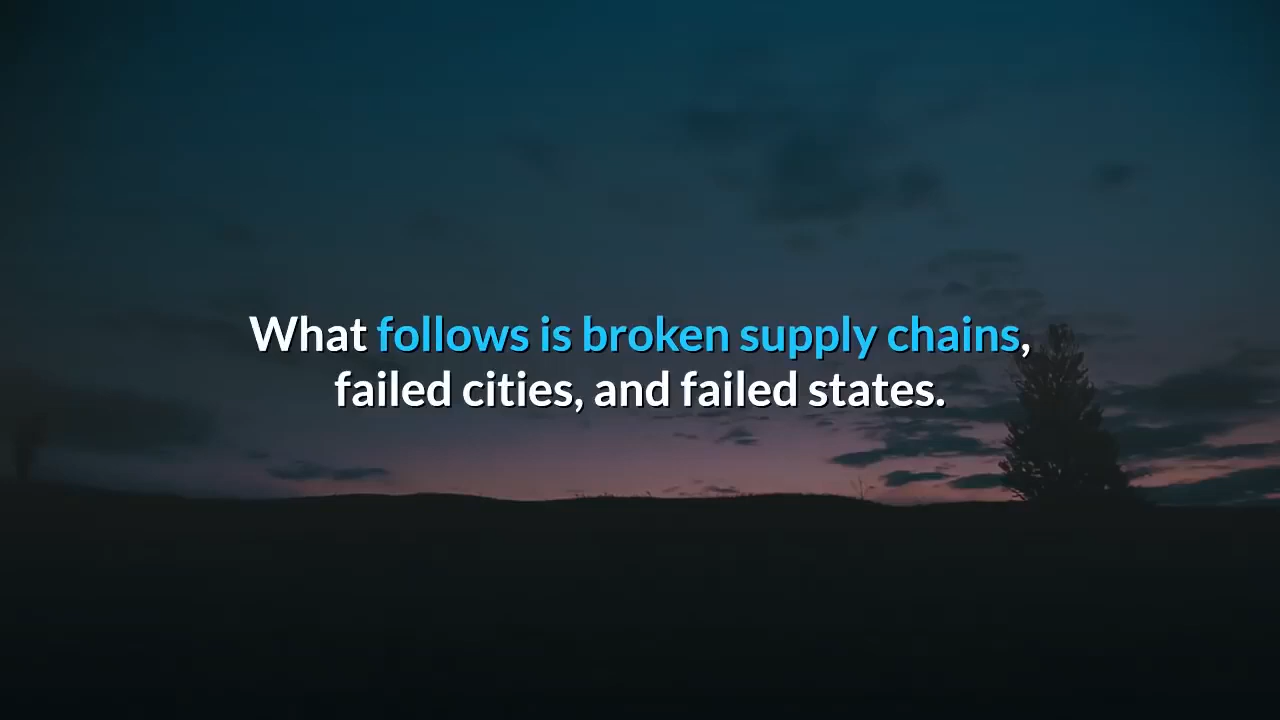 What follows is broken supply chains,
failed cities, and failed states.